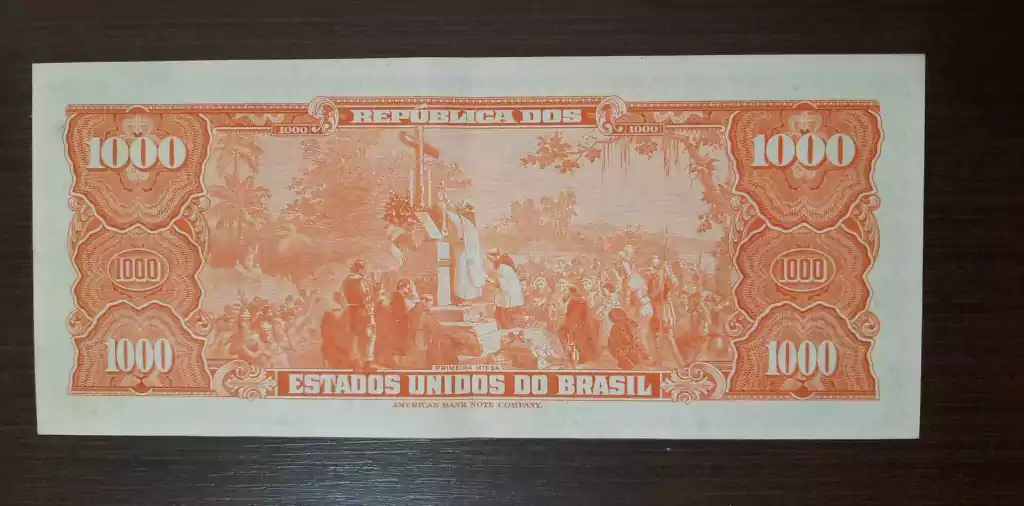 REPÚBLICA DOS
1000 1000
1000 1000
1000 1000
1000 1000
PRIMEIRA MISSA
ESTADOS UNIDOS DO BRASIL
AMERICAN BANK NOTE COMPANY.